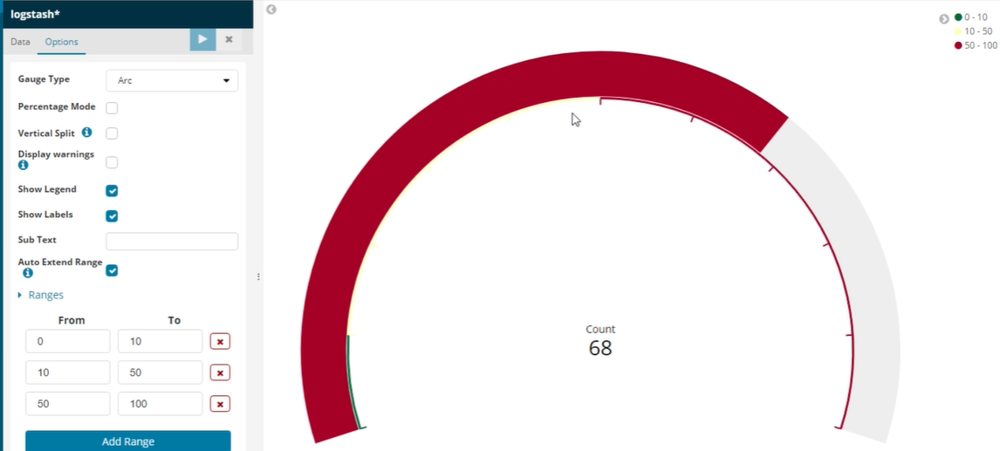 logstash*
Data Options
Gauge Type Arc
Percentage Mode
Vertical Split
Display warnings
Show Legend
Show Labels
Sub Text
Auto Extend Range
Ranges
From To
0 10
10 50
50 100
Add Range
Count
68
0 - 10
10 - 50
50 - 100